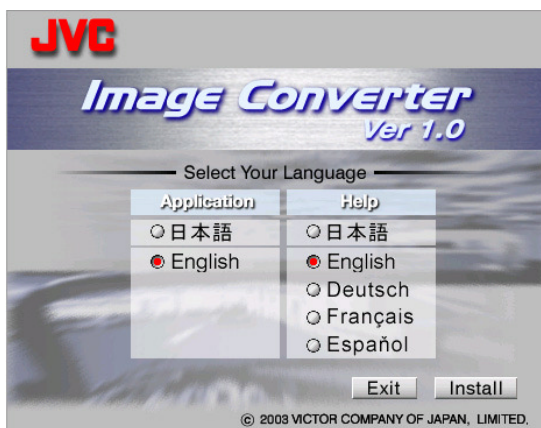 JVC
Image Converter
Ver 1.0
Select Your Language
Application Help
日本語 日本語
English English
Deutsch
Français
Español
Exit Install
© 2003 VICTOR COMPANY OF JAPAN, LIMITED.